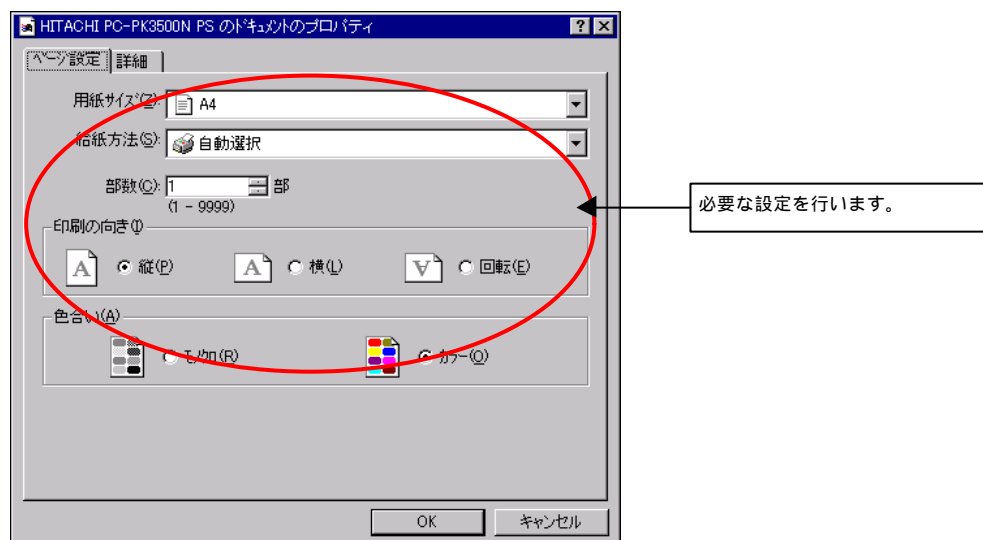 HITACHI PC-PK3500N PS のドキュメントのプロパティ
ページ設定 詳細
用紙サイズ(Z): A4
給紙方法(S): 自動選択
部数(C): 1 部
(1 - 9999)
必要な設定を行います。
印刷の向き(I)
A 縦(P) A 横(L) A 回転(E)
色合い(A)
モノクロ(R) カラー(O)
OK キャンセル